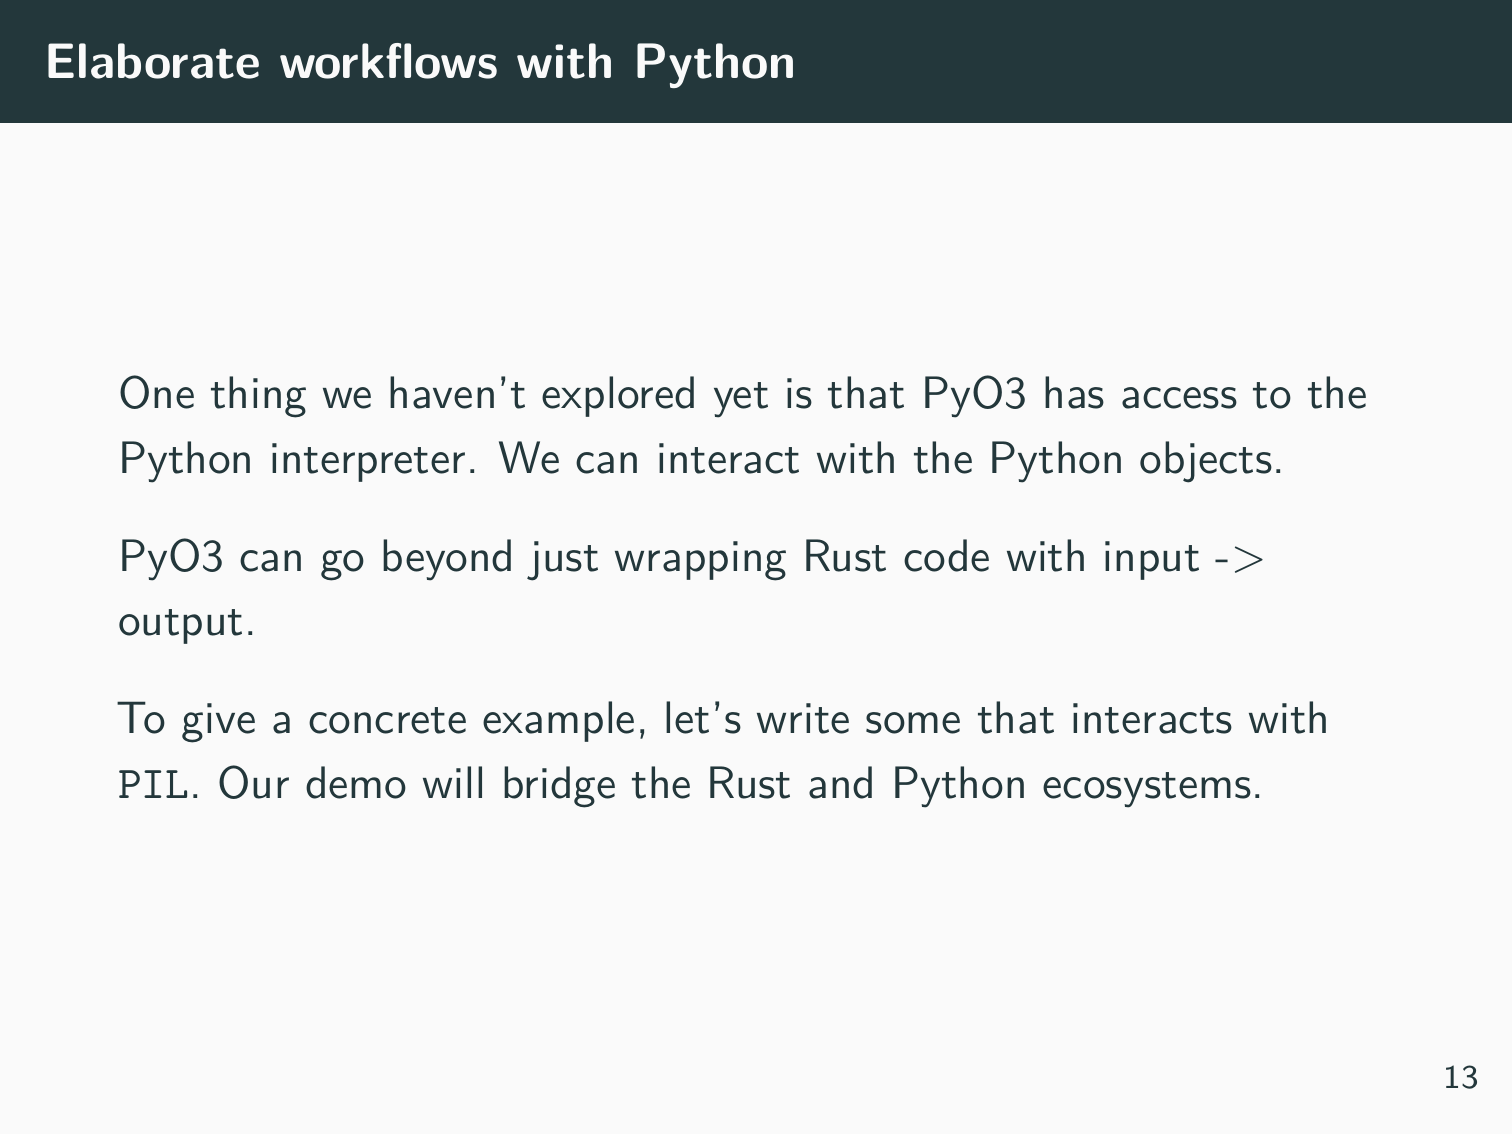 Elaborate workflows with Python
One thing we haven't explored yet is that PyO3 has access to the
Python interpreter. We can interact with the Python objects.
PyO3 can go beyond just wrapping Rust code with input ->
output.
To give a concrete example, let's write some that interacts with
PIL. Our demo will bridge the Rust and Python ecosystems.
13